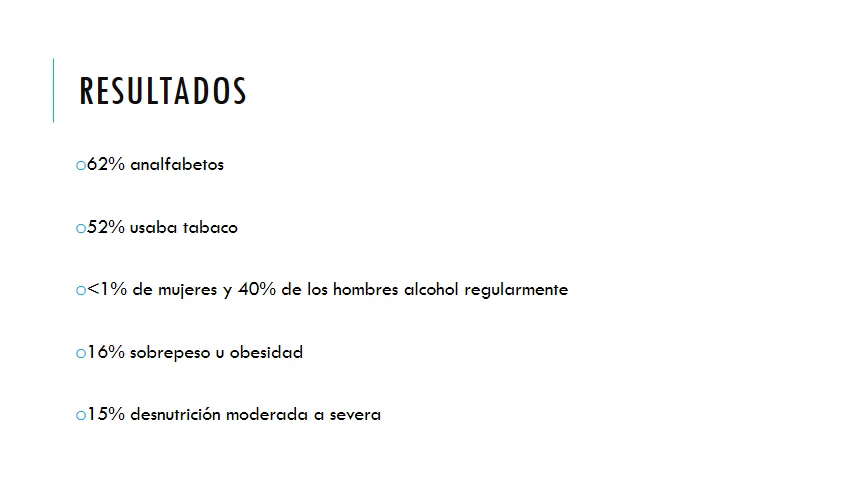 RESULTADOS
62% analfabetos
52% usaba tabaco
<1% de mujeres y 40% de los hombres alcohol regularmente
16% sobrepeso u obesidad
15% desnutrición moderada a severa